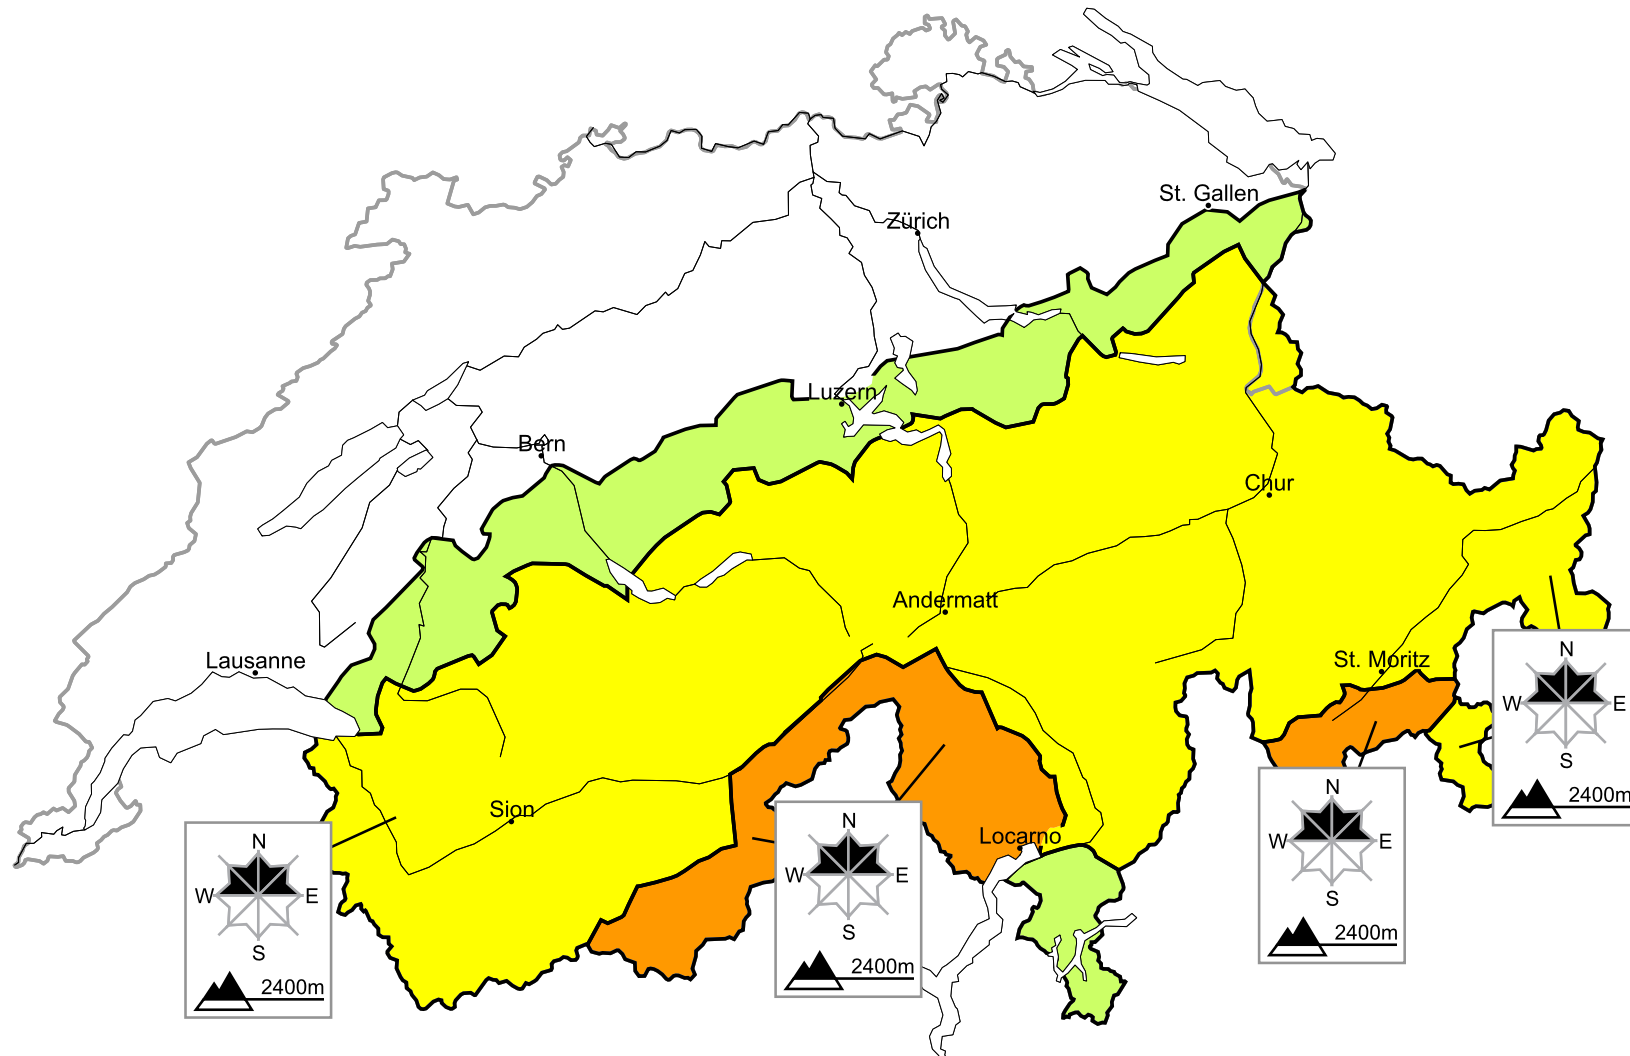 St. Gallen
Zürich
Luzern
Bern
Chur
Andermatt
Lausanne
St. Moritz
Sion
Locarno
N
W E
S
2400m
N
W E
S
2400m
N
W E
S
2400m
N
W E
S
2400m